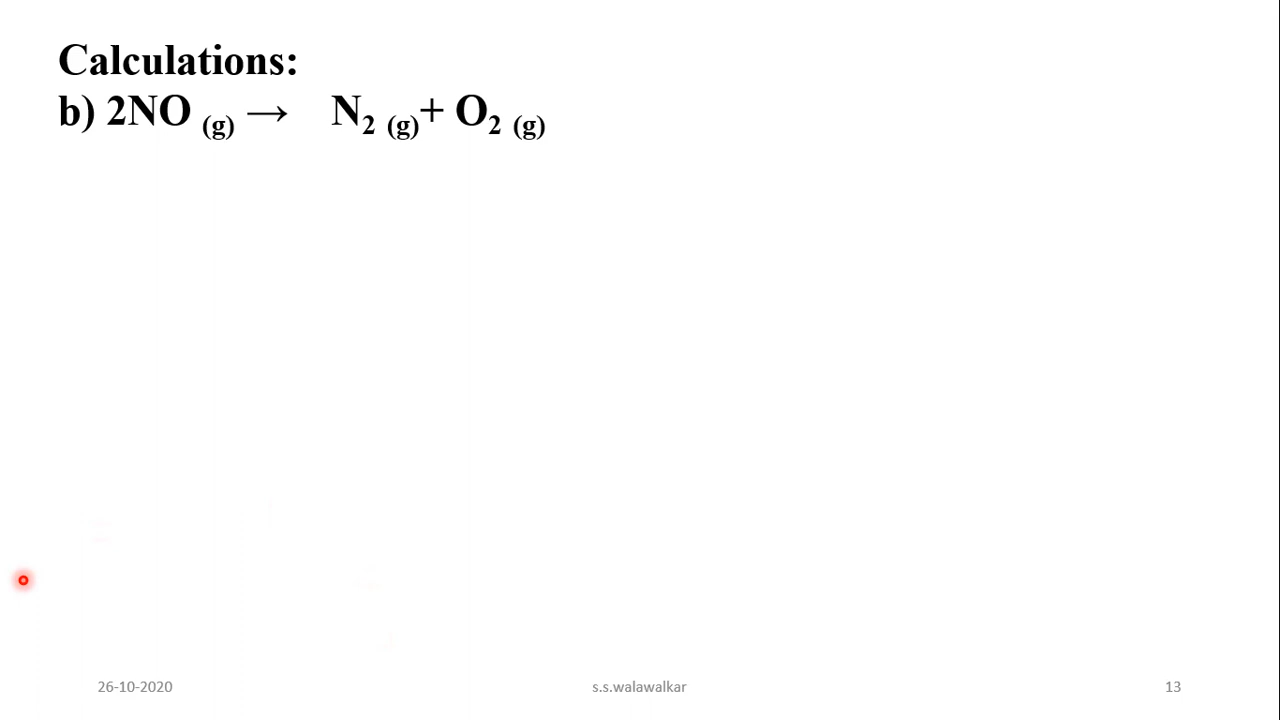 Calculations:
b) 2NO (g) → N₂ (g)+ O₂ (g)
26-10-2020
s.s.walawalkar
13